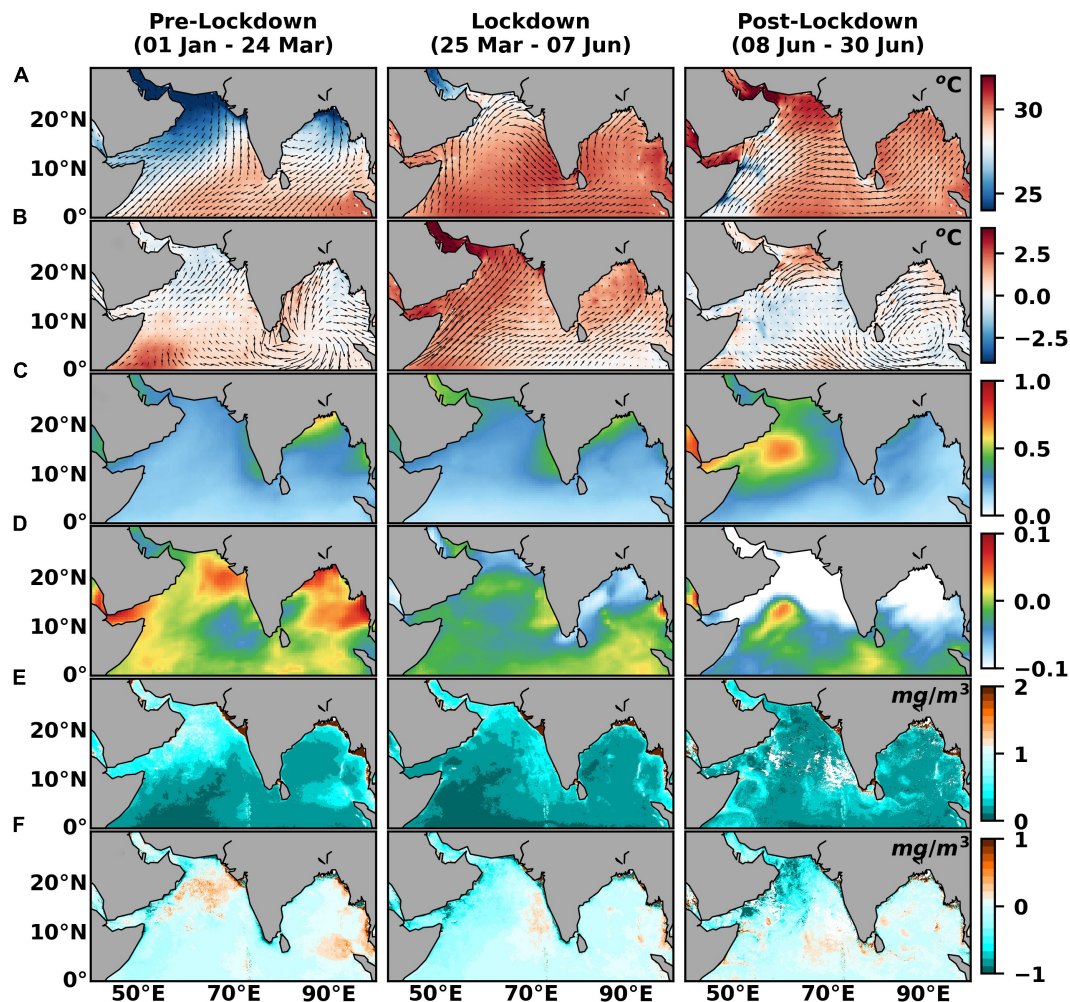 Pre-Lockdown
(01 Jan - 24 Mar)
Lockdown
(25 Mar - 07 Jun)
Post-Lockdown
(08 Jun - 30 Jun)
A
°C
30
25
20°N
10°N
0°
B
°C
2.5
0.0
−2.5
20°N
10°N
0°
C
1.0
0.5
0.0
20°N
10°N
0°
D
0.1
0.0
−0.1
20°N
10°N
0°
E
mg/m³
2
1
0
20°N
10°N
0°
F
mg/m³
1
0
−1
20°N
10°N
0°
50°E 70°E 90°E 50°E 70°E 90°E 50°E 70°E 90°E